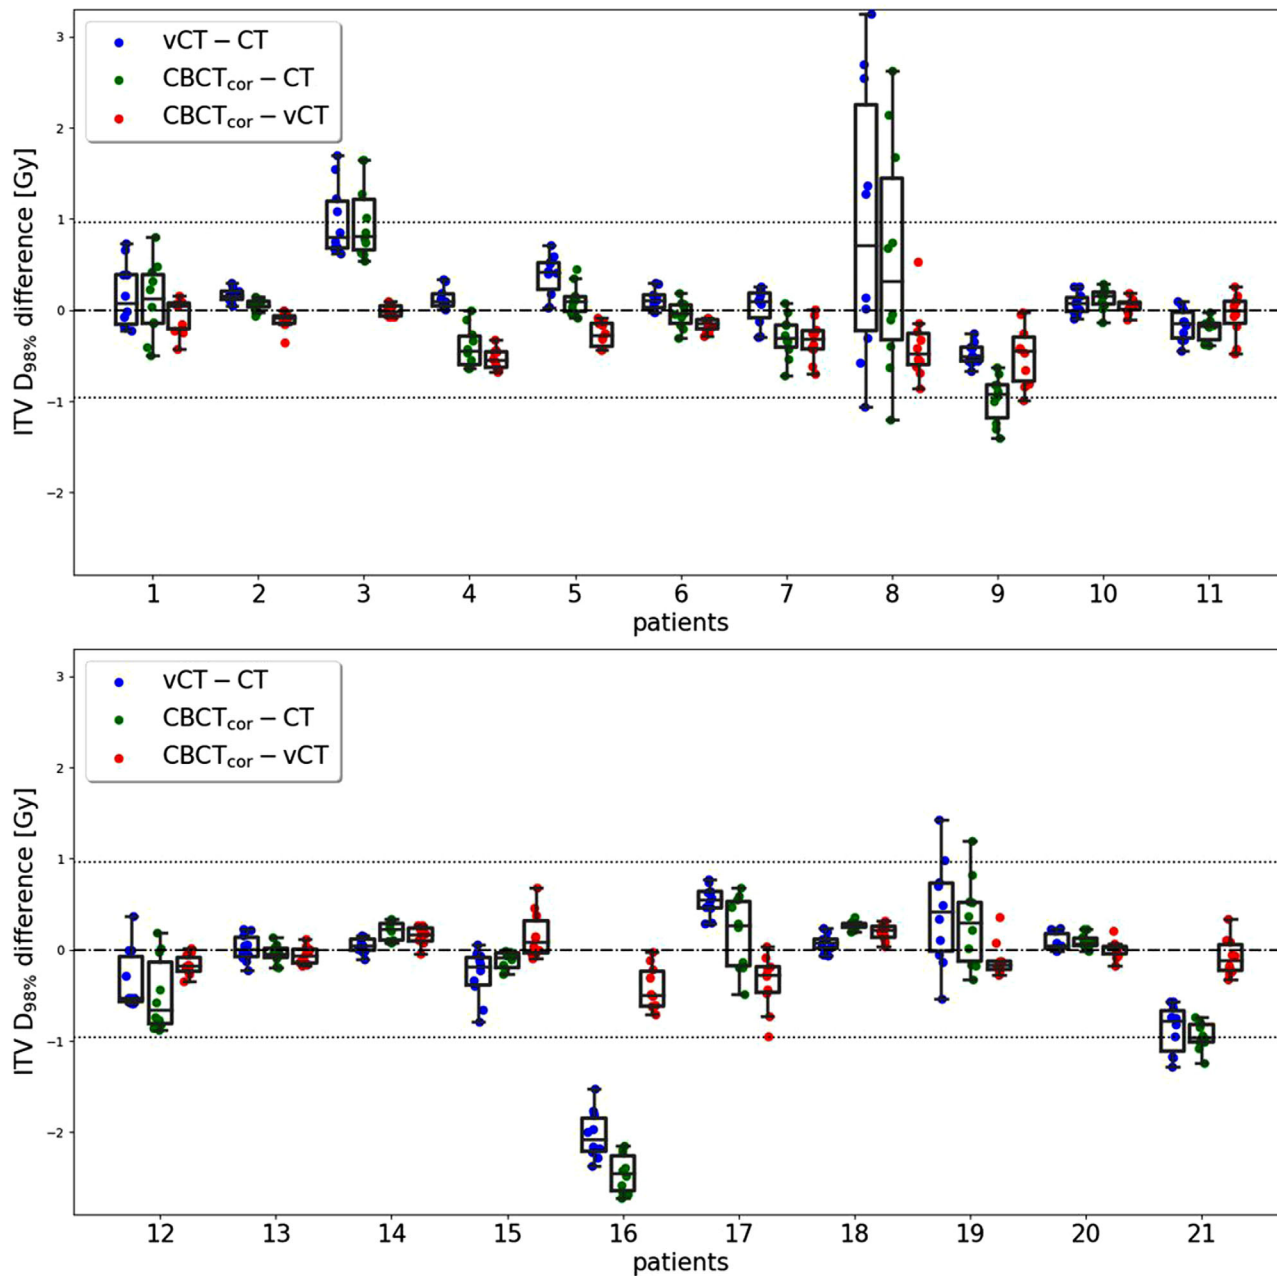 vCT − CT
CBCTcor − CT
CBCTcor − vCT
ITV D98% difference [Gy]
3
2
1
0
−1
−2
1 2 3 4 5 6 7 8 9 10 11
patients
vCT − CT
CBCTcor − CT
CBCTcor − vCT
ITV D98% difference [Gy]
3
2
1
0
−1
−2
12 13 14 15 16 17 18 19 20 21
patients